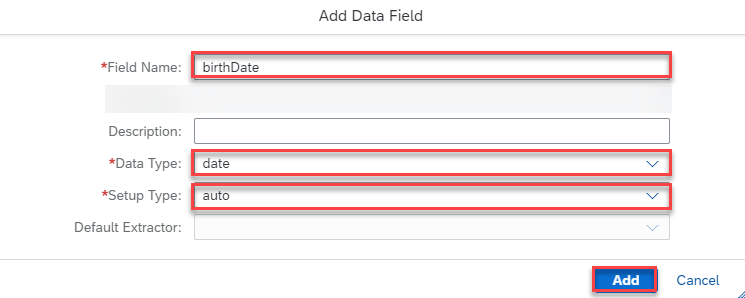 Add Data Field
*Field Name: birthDate
Description:
*Data Type: date
*Setup Type: auto
Default Extractor:
Add Cancel